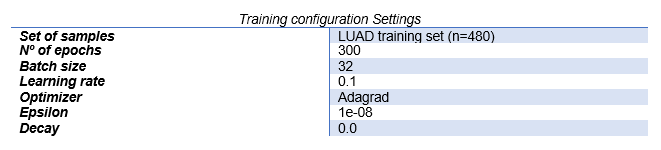 Training configuration Settings
Set of samples LUAD training set (n=480)
Nº of epochs 300
Batch size 32
Learning rate 0.1
Optimizer Adagrad
Epsilon 1e-08
Decay 0.0